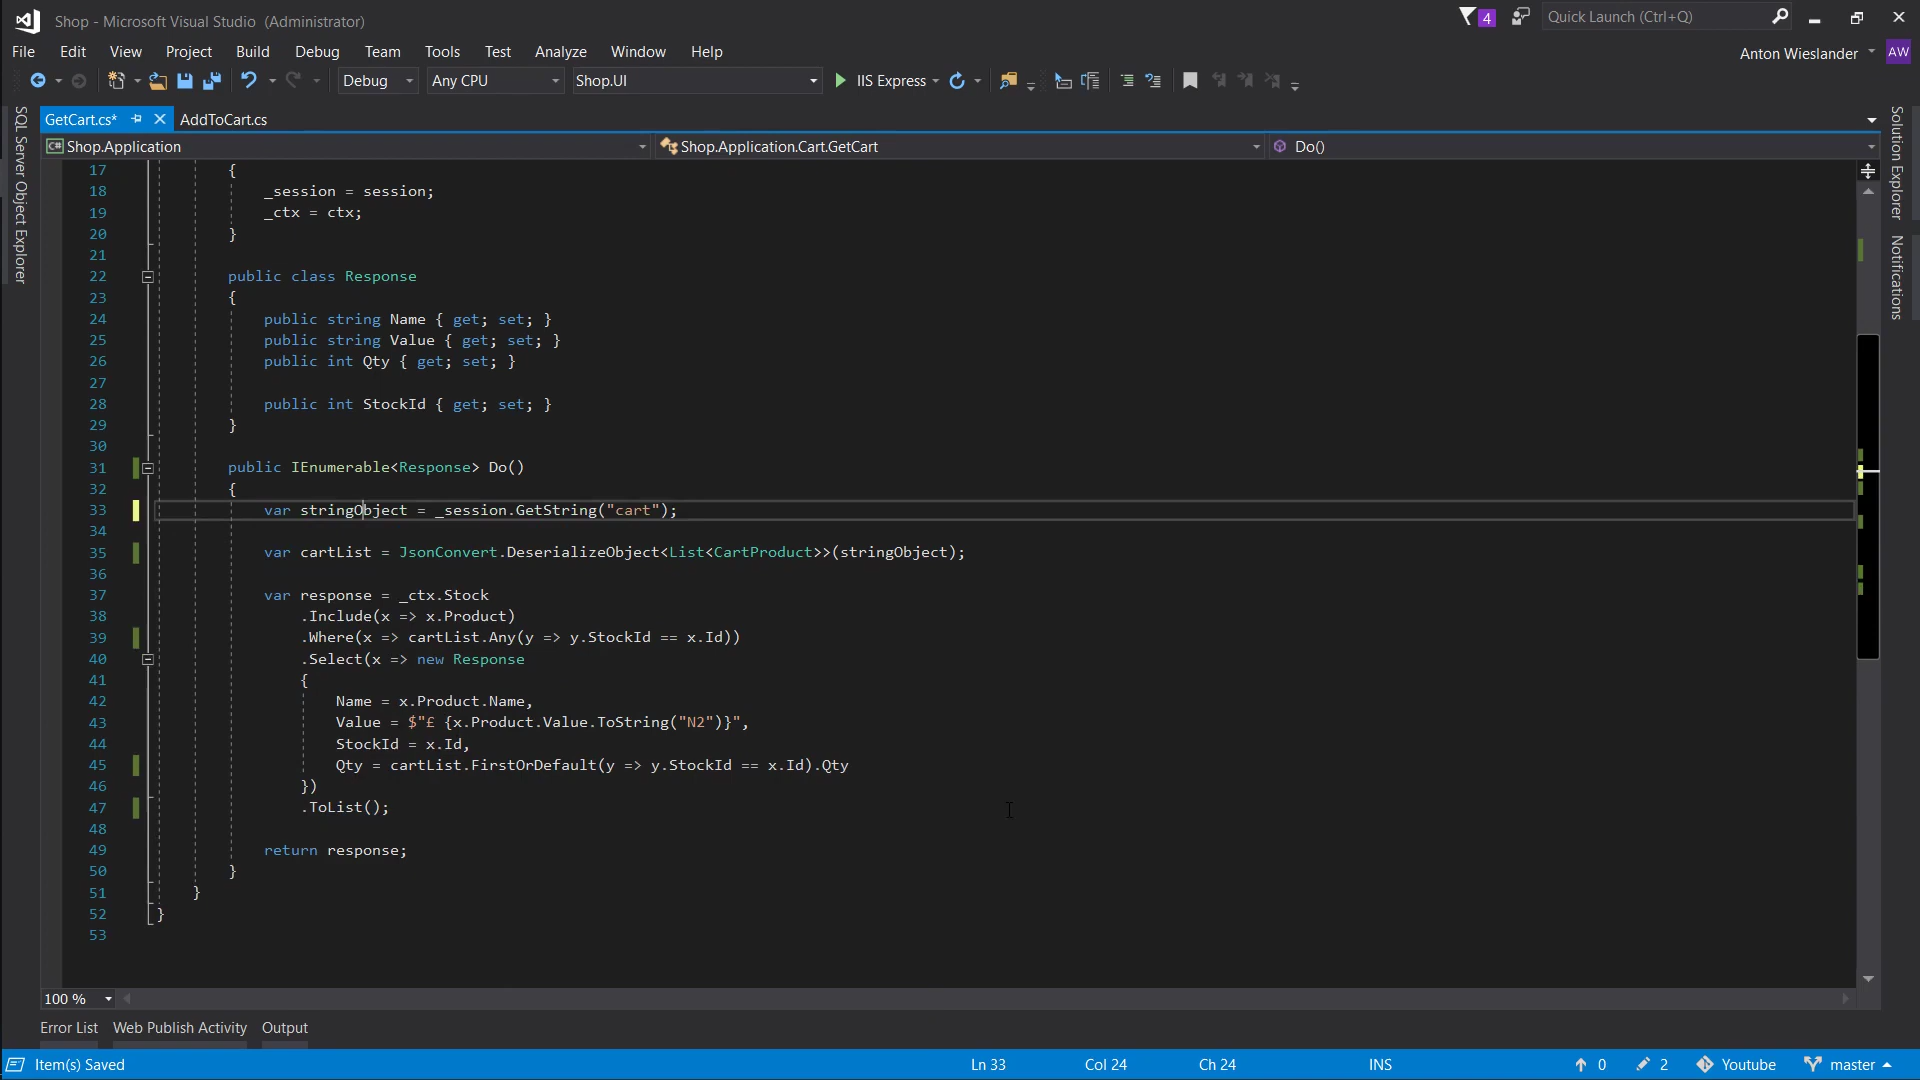 Shop - Microsoft Visual Studio (Administrator)
4
Quick Launch (Ctrl+Q)
File Edit View Project Build Debug Team Tools Test Analyze Window Help
Anton Wieslander AW
Debug Any CPU Shop.UI IIS Express
SQL Server Object Explorer
GetCart.cs* AddToCart.cs
C# Shop.Application Shop.Application.Cart.GetCart Do()
17 {
18 _session = session;
19 _ctx = ctx;
20 }
21
22 public class Response
23 {
24 public string Name { get; set; }
25 public string Value { get; set; }
26 public int Qty { get; set; }
27
28 public int StockId { get; set; }
29 }
30
31 public IEnumerable<Response> Do()
32 {
33 var stringObject = _session.GetString("cart");
34
35 var cartList = JsonConvert.DeserializeObject<List<CartProduct>>(stringObject);
36
37 var response = _ctx.Stock
38 .Include(x => x.Product)
39 .Where(x => cartList.Any(y => y.StockId == x.Id))
40 .Select(x => new Response
41 {
42 Name = x.Product.Name,
43 Value = $"£ {x.Product.Value.ToString("N2")}",
44 StockId = x.Id,
45 Qty = cartList.FirstOrDefault(y => y.StockId == x.Id).Qty
46 })
47 .ToList();
48
49 return response;
50 }
51 }
52 }
53
Solution Explorer
Notifications
100 %
Error List Web Publish Activity Output
Item(s) Saved Ln 33 Col 24 Ch 24 INS 0 2 Youtube master